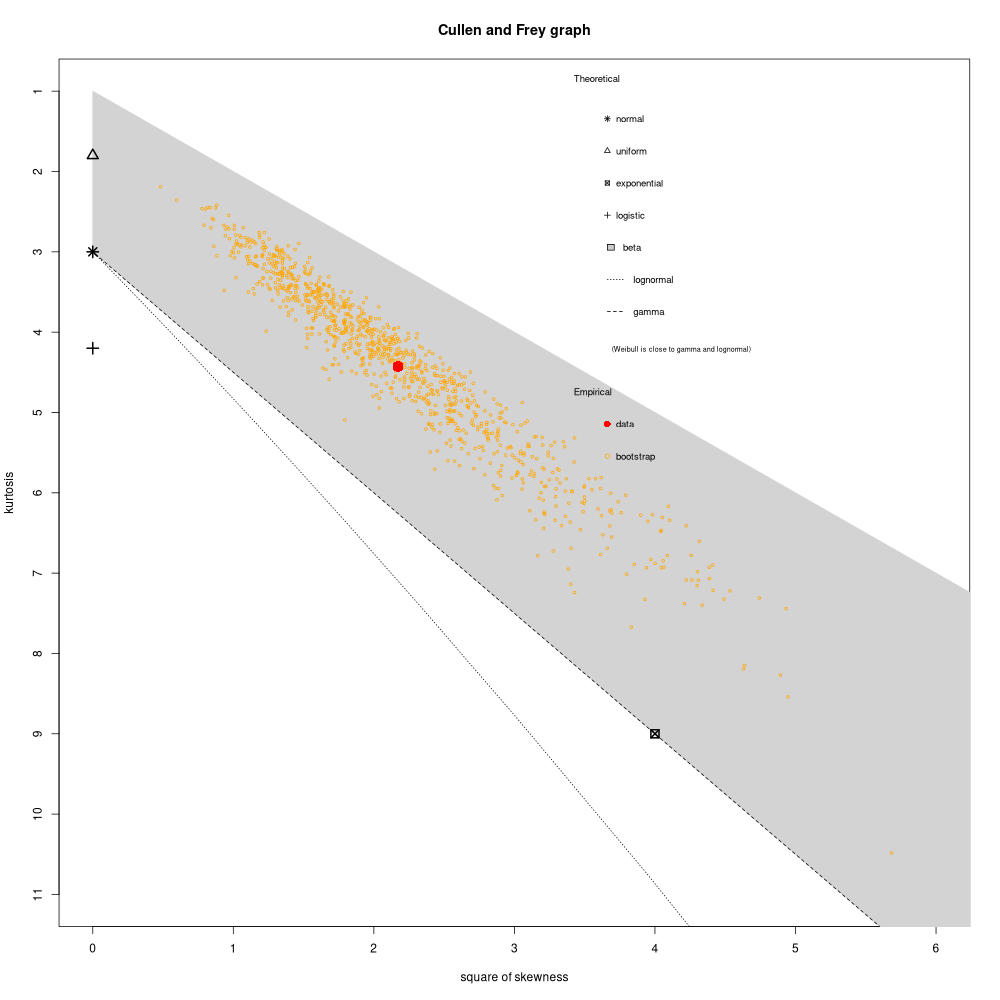 Cullen and Frey graph
Theoretical
normal
uniform
exponential
logistic
beta
lognormal
gamma
(Weibull is close to gamma and lognormal)
Empirical
data
bootstrap
kurtosis
1
2
3
4
5
6
7
8
9
10
11
0 1 2 3 4 5 6
square of skewness